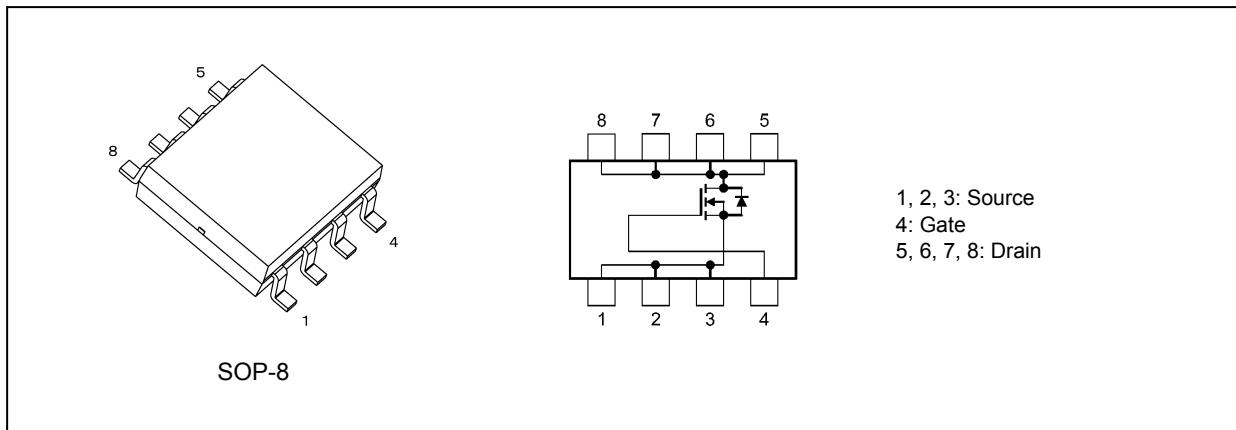 5
8
4
1
SOP-8
8 7 6 5
1 2 3 4
1, 2, 3: Source
4: Gate
5, 6, 7, 8: Drain